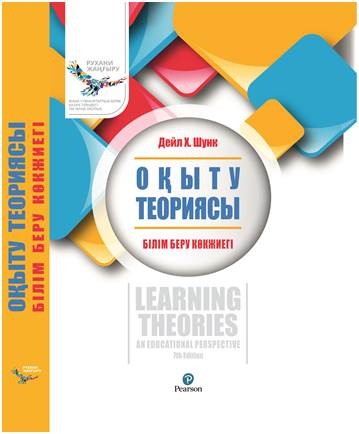 РУХАНИ
ЖАҢҒЫРУ
Дейл Х. Шунк
ОҚЫТУ
ТЕОРИЯСЫ
БІЛІМ БЕРУ КӨКЖИЕГІ
LEARNING
THEORIES
AN EDUCATIONAL PERSPECTIVE
7th Edition
Pearson
ОҚЫТУ ТЕОРИЯСЫ
БІЛІМ БЕРУ КӨКЖИЕГІ
РУХАНИ
ЖАҢҒЫРУ